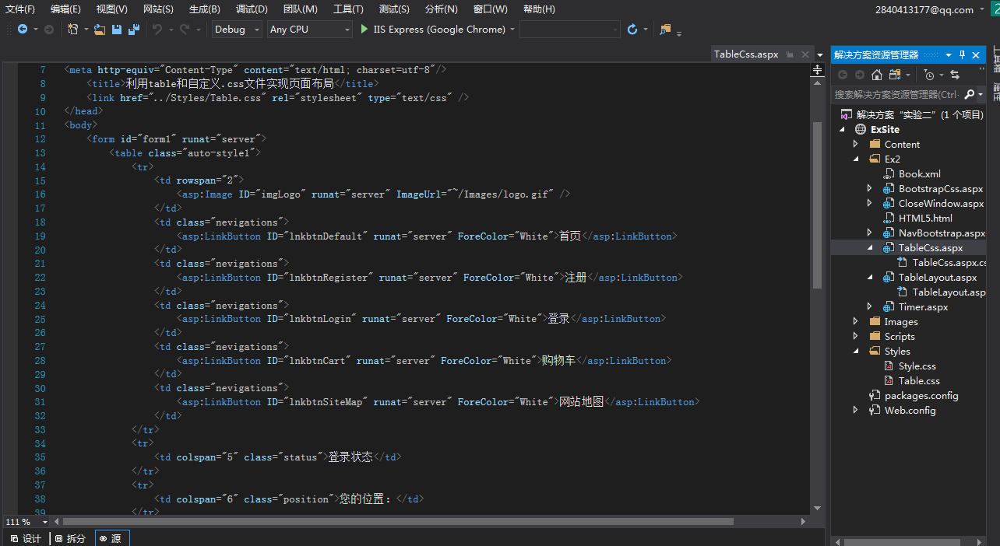 文件(F) 编辑(E) 视图(V) 网站(S) 生成(B) 调试(D) 团队(M) 工具(T) 测试(S) 分析(N) 窗口(W) 帮助(H) 2840413177@qq.com
Debug Any CPU IIS Express (Google Chrome)
TableCss.aspx
7 <meta http-equiv="Content-Type" content="text/html; charset=utf-8"/>
8 <title>利用table和自定义.css文件实现页面布局</title>
9 <link href="../Styles/Table.css" rel="stylesheet" type="text/css" />
10 </head>
11 <body>
12 <form id="form1" runat="server">
13 <table class="auto-style1">
14 <tr>
15 <td rowspan="2">
16 <asp:Image ID="imgLogo" runat="server" ImageUrl="~/Images/logo.gif" />
17 </td>
18 <td class="nevigations">
19 <asp:LinkButton ID="lnkbtnDefault" runat="server" ForeColor="White">首页</asp:LinkButton>
20 </td>
21 <td class="nevigations">
22 <asp:LinkButton ID="lnkbtnRegister" runat="server" ForeColor="White">注册</asp:LinkButton>
23 </td>
24 <td class="nevigations">
25 <asp:LinkButton ID="lnkbtnLogin" runat="server" ForeColor="White">登录</asp:LinkButton>
26 </td>
27 <td class="nevigations">
28 <asp:LinkButton ID="lnkbtnCart" runat="server" ForeColor="White">购物车</asp:LinkButton>
29 </td>
30 <td class="nevigations">
31 <asp:LinkButton ID="lnkbtnSiteMap" runat="server" ForeColor="White">网站地图</asp:LinkButton>
32 </td>
33 </tr>
34 <tr>
35 <td colspan="5" class="status">登录状态</td>
36 </tr>
37 <tr>
38 <td colspan="6" class="position">您的位置：</td>
39 </tr>
111 %
设计 拆分 源
解决方案资源管理器
搜索解决方案资源管理器(Ctrl
解决方案“实验二”(1 个项目)
ExSite
Content
Ex2
Book.xml
BootstrapCss.aspx
CloseWindow.aspx
HTML5.html
NavBootstrap.aspx
TableCss.aspx
TableCss.aspx.cs
TableLayout.aspx
TableLayout.asp
Timer.aspx
Images
Scripts
Styles
Style.css
Table.css
packages.config
Web.config